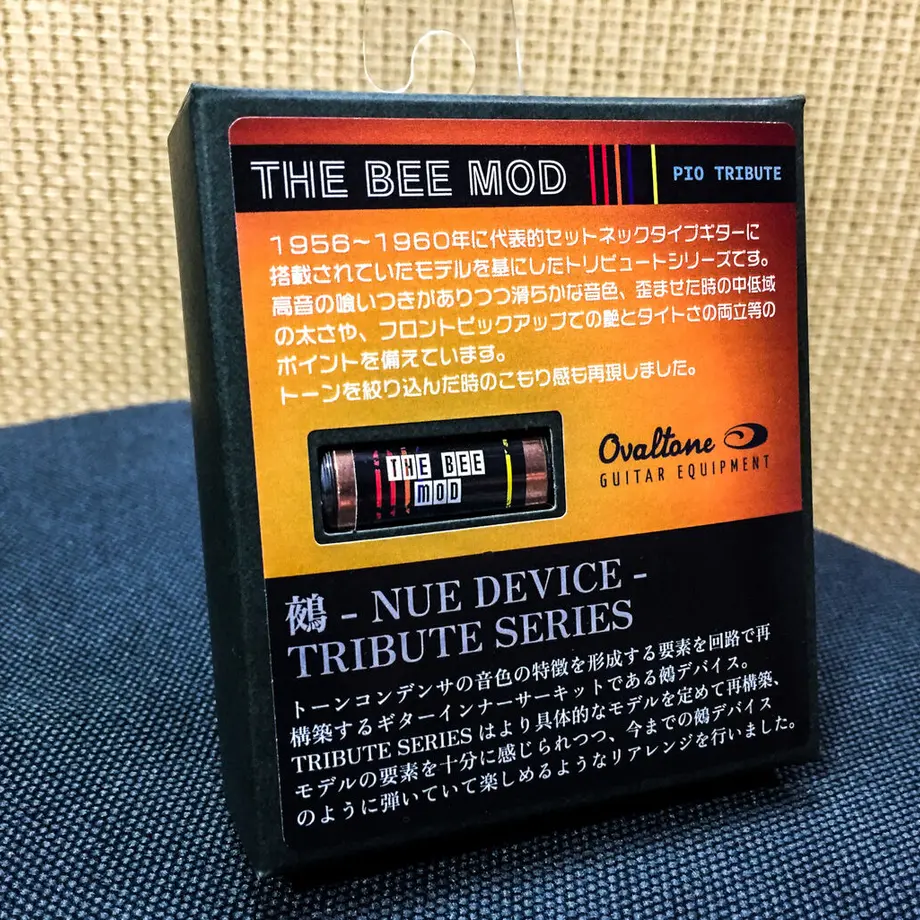 THE BEE MOD
PIO TRIBUTE
1956〜1960年に代表的セットネックタイプギターに
搭載されていたモデルを基にしたトリビュートシリーズです。
高音の喰いつきがありつつ滑らかな音色、歪ませた時の中低域
の太さや、フロントピックアップでの艶とタイトさの両立等の
ポイントを備えています。
トーンを絞り込んだ時のこもり感も再現しました。
THE BEE
MOD
Ovaltone
GUITAR EQUIPMENT
鵺 - NUE DEVICE -
TRIBUTE SERIES
トーンコンデンサの音色の特徴を形成する要素を回路で再
構築するギターインナーサーキットである鵺デバイス。
TRIBUTE SERIES はより具体的なモデルを定めて再構築、
モデルの要素を十分に感じられつつ、今までの鵺デバイス
のように弾いていて楽しめるようなリアレンジを行いました。